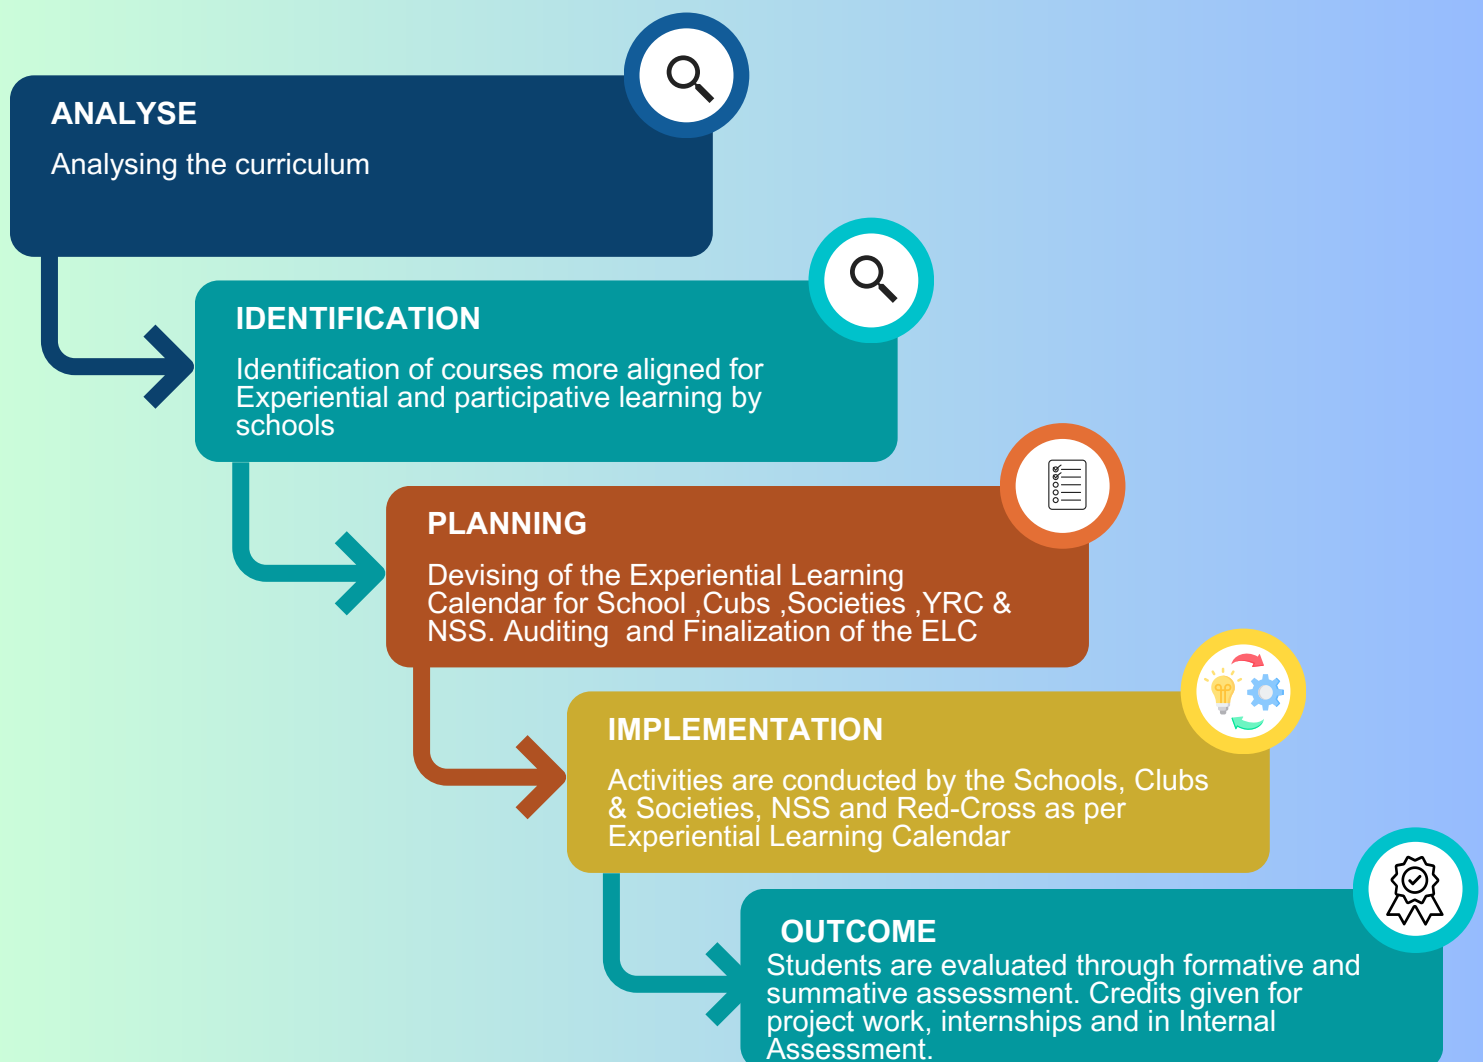 ANALYSE
Analysing the curriculum
IDENTIFICATION
Identification of courses more aligned for
Experiential and participative learning by
schools
PLANNING
Devising of the Experiential Learning
Calendar for School ,Cubs ,Societies ,YRC &
NSS. Auditing  and Finalization of the ELC
IMPLEMENTATION
Activities are conducted by the Schools, Clubs
& Societies, NSS and Red-Cross as per
Experiential Learning Calendar
OUTCOME
Students are evaluated through formative and
summative assessment. Credits given for
project work, internships and in Internal
Assessment.